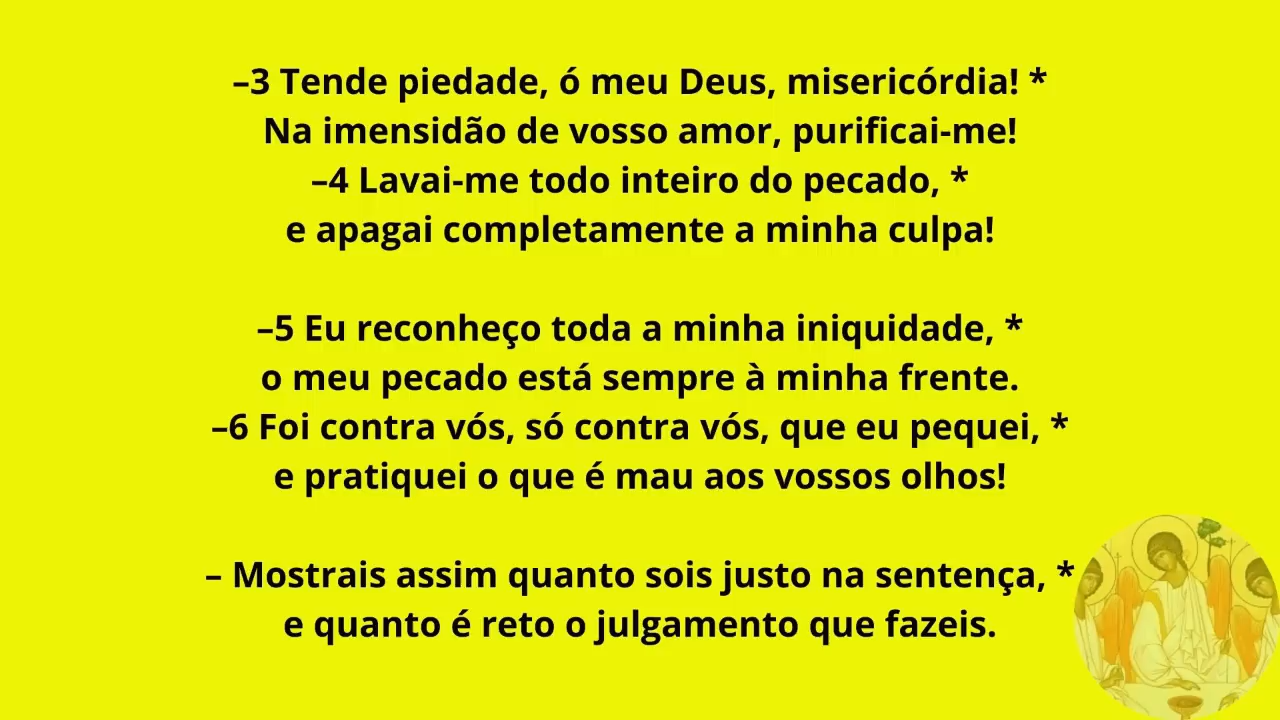 –3 Tende piedade, ó meu Deus, misericórdia! *
Na imensidão de vosso amor, purificai-me!
–4 Lavai-me todo inteiro do pecado, *
e apagai completamente a minha culpa!
–5 Eu reconheço toda a minha iniquidade, *
o meu pecado está sempre à minha frente.
–6 Foi contra vós, só contra vós, que eu pequei, *
e pratiquei o que é mau aos vossos olhos!
– Mostrais assim quanto sois justo na sentença, *
e quanto é reto o julgamento que fazeis.